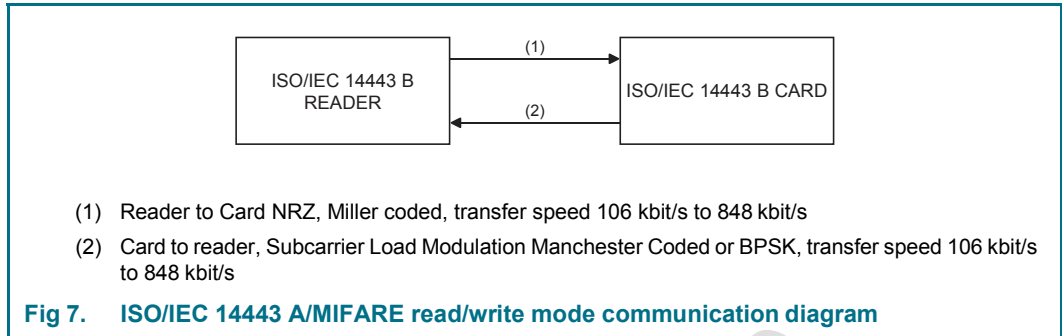 (1)
ISO/IEC 14443 B
READER
ISO/IEC 14443 B CARD
(2)
(1) Reader to Card NRZ, Miller coded, transfer speed 106 kbit/s to 848 kbit/s
(2) Card to reader, Subcarrier Load Modulation Manchester Coded or BPSK, transfer speed 106 kbit/s
to 848 kbit/s
Fig 7. ISO/IEC 14443 A/MIFARE read/write mode communication diagram